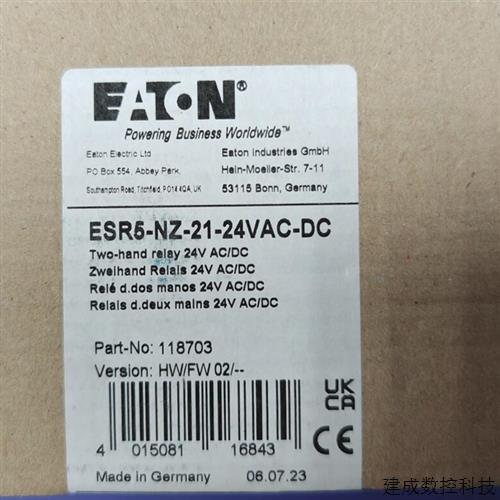 EATON®
Powering Business Worldwide™
Eaton Electric Ltd
PO Box 554, Abbey Park,
Southampton Road, Titchfield, PO14 4QA, UK
Eaton Industries GmbH
Hein-Moeller-Str. 7-11
53115 Bonn, Germany
ESR5-NZ-21-24VAC-DC
Two-hand relay 24V AC/DC
Zweihand Relais 24V AC/DC
Relé d.dos manos 24V AC/DC
Relais d.deux mains 24V AC/DC
Part-No: 118703
Version: HW/FW 02/--
UK
CA
CE
4 015081 16843
Made in Germany 06.07.23
建成数控科技